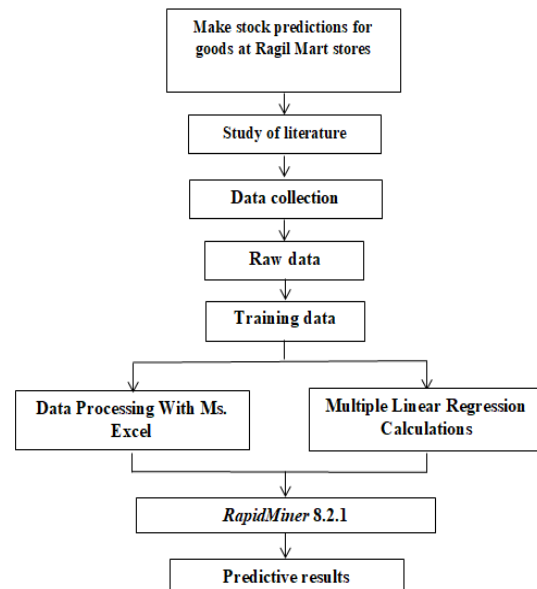 Make stock predictions for
goods at Ragil Mart stores
Study of literature
Data collection
Raw data
Training data
Data Processing With Ms.
Excel
Multiple Linear Regression
Calculations
RapidMiner 8.2.1
Predictive results